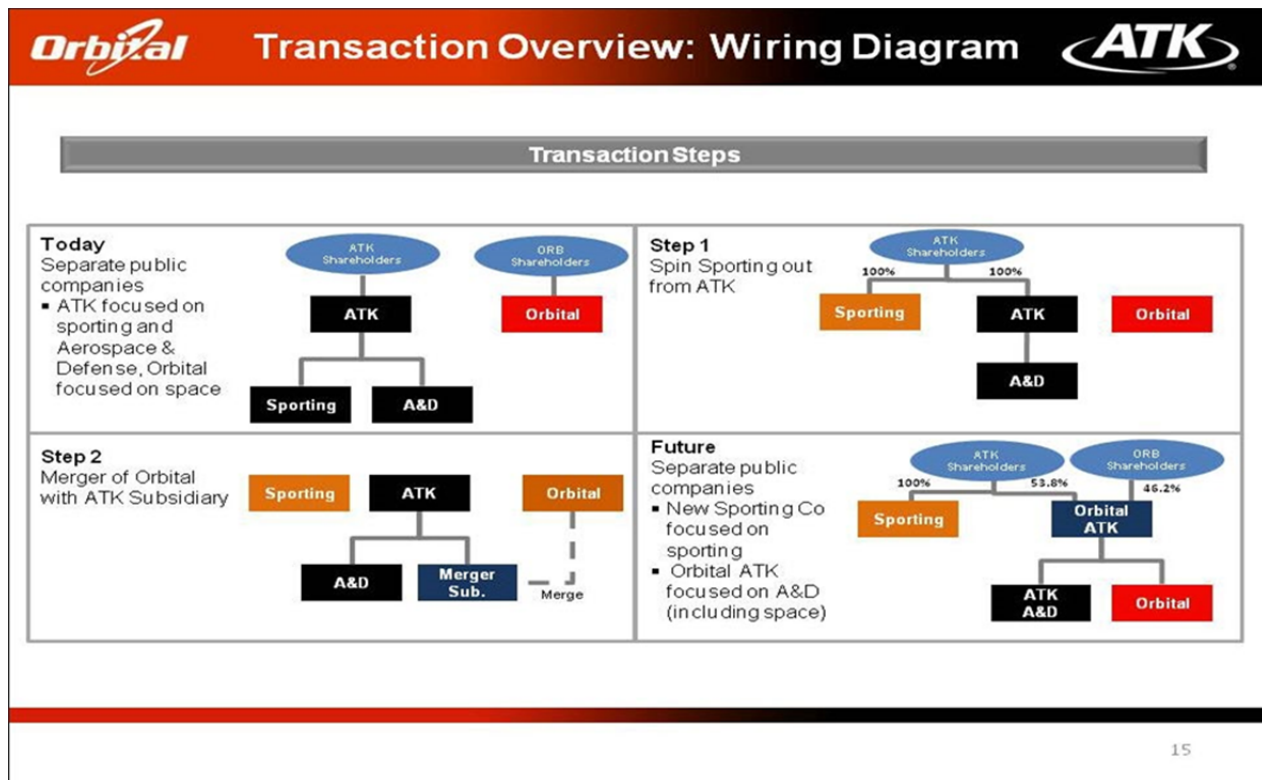 Orbital
Transaction Overview: Wiring Diagram
ATK
®
Transaction Steps
Today
Separate public
companies
▪ ATK focused on
sporting and
Aerospace &
Defense, Orbital
focused on space
ATK
Shareholders
ORB
Shareholders
ATK
Orbital
Sporting
A&D
Step 1
Spin Sporting out
from ATK
ATK
Shareholders
100%
100%
Sporting
ATK
Orbital
A&D
Step 2
Merger of Orbital
with ATK Subsidiary
Sporting
ATK
Orbital
A&D
Merger
Sub.
Merge
Future
Separate public
companies
▪ New Sporting Co
focused on
sporting
▪ Orbital ATK
focused on A&D
(including space)
ATK
Shareholders
ORB
Shareholders
100%
53.8%
46.2%
Sporting
Orbital
ATK
ATK
A&D
Orbital
15